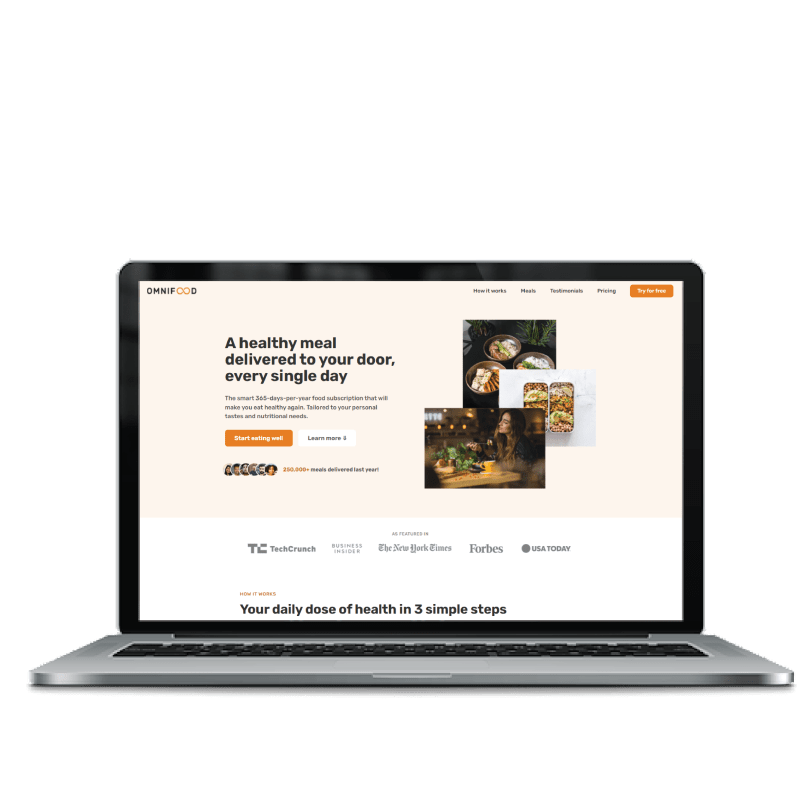 OMNIFOOD
How it works
Meals
Testimonials
Pricing
Try for free
A healthy meal
delivered to your door,
every single day
The smart 365-days-per-year food subscription that will
make you eat healthy again. Tailored to your personal
tastes and nutritional needs.
Start eating well
Learn more ↓
250,000+ meals delivered last year!
AS FEATURED IN
TC TechCrunch
BUSINESS
INSIDER
The New York Times
Forbes
USA TODAY
HOW IT WORKS
Your daily dose of health in 3 simple steps